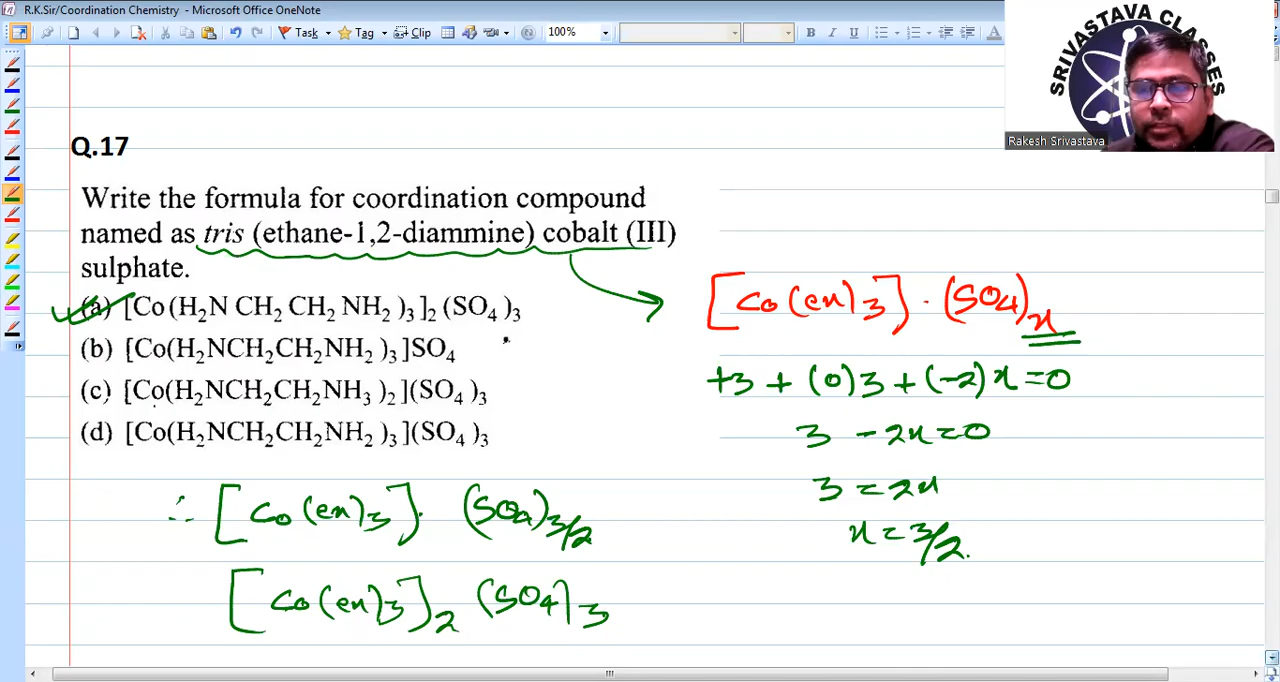 R.K.Sir/Coordination Chemistry - Microsoft OneNote
Task Tag Clip 100% B I U A
SRIVASTAVA CLASSES
Rakesh Srivastava
Q.17
Write the formula for coordination compound
named as tris (ethane-1,2-diammine) cobalt (III)
sulphate.
(a) [Co(H₂N CH₂ CH₂ NH₂ )₃ ]₂ (SO₄ )₃
(b) [Co(H₂NCH₂CH₂NH₂ )₃ ]SO₄
(c) [Co(H₂NCH₂CH₂NH₃ )₂ ](SO₄ )₃
(d) [Co(H₂NCH₂CH₂NH₂ )₃ ](SO₄ )₃
[Co(en)₃] · (SO₄)x
+3 + (0)3 + (-2)x = 0
3 - 2x = 0
3 = 2x
x = 3/2.
∴ [Co(en)₃] · (SO₄)3/2
[Co(en)₃]₂ (SO₄)₃